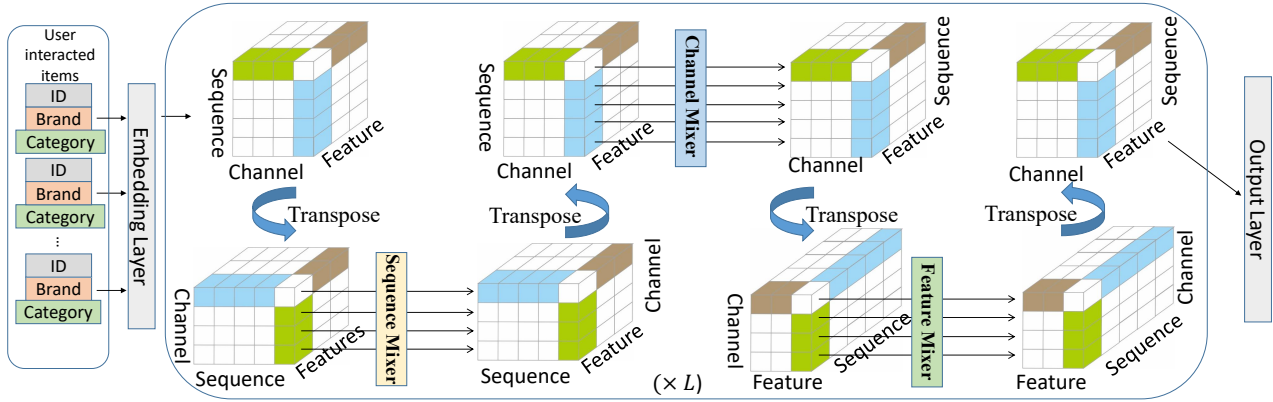 User
interacted
items
ID
Brand
Category
ID
Brand
Category
...
ID
Brand
Category
Embedding Layer
Sequence
Channel
Feature
Transpose
Channel
Sequence
Features
Sequence Mixer
Sequence
Channel
Feature
Channel
Transpose
Sequence
Channel
Feature
Channel Mixer
Sequence
Channel
Feature
Transpose
Channel
Feature
Sequence
Feature Mixer
Feature
Sequence
Channel
Transpose
Channel
Feature
Sequence
(× L)
Output Layer